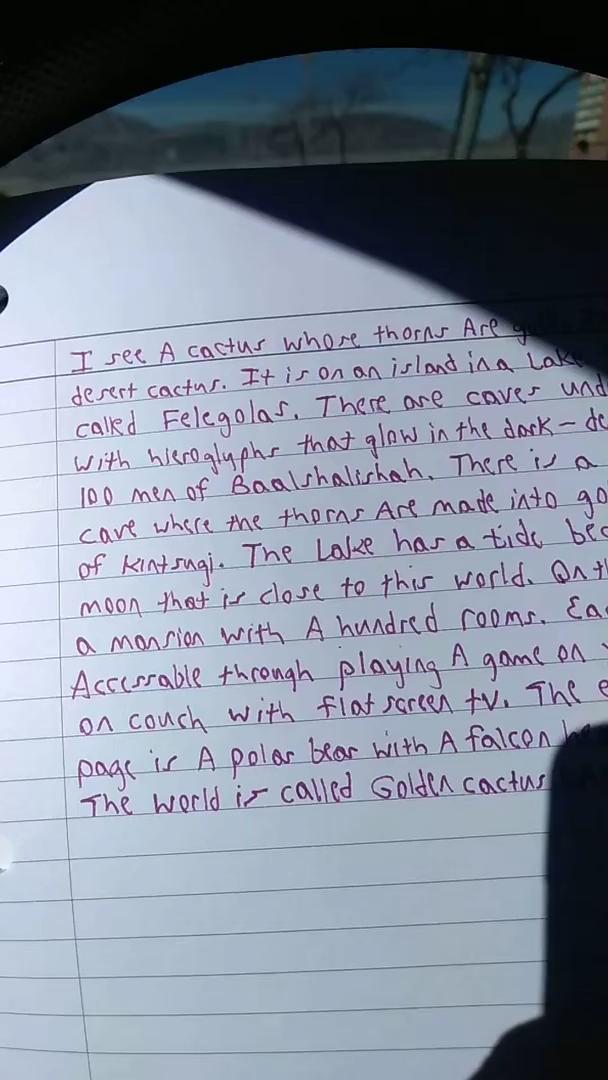 I see A cactus whose thorns Are
desert cactus. It is on an island in a Lake
called Felegolas. There are caves
with hieroglyphs that glow in the dark –
100 men of Baalshalishah. There is a
cave where the thorns Are made into
of Kintsugi. The Lake has a tide
moon that is close to this world. On
a mansion with A hundred rooms.
Accessable through playing A game on
on couch with flat screen tv. The
page is A polar bear with A falcon
The world is called Golden cactus